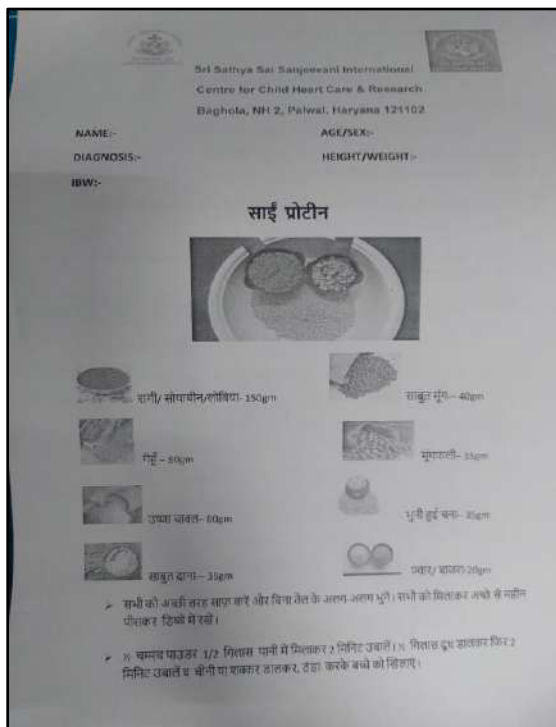 Sri Sathya Sai Sanjeevani International
Centre for Child Heart Care & Research
Baghola, NH 2, Palwal, Haryana 121102
NAME:- AGE/SEX:-
DIAGNOSIS:- HEIGHT/WEIGHT:-
IBW:-
साईं प्रोटीन
रागी/ सोयाबीन/लोबिया- 150gm साबुत मूंग-- 40gm
गेहूँ – 80gm मूंगफली– 35gm
उष्मा चावल – 60gm भुनी हुई चना– 35gm
साबुत दाना– 35gm ज्वार/ बाजरा-20gm
➢ सभी को अच्छी तरह साफ़ करें और बिना तेल के अलग-अलग भुनें। सभी को मिलाकर अच्छे से महीन
पीसकर डिब्बे में रखें।
➢ चम्मच पाउडर 1/2 गिलास पानी में मिलाकर 2 मिनिट उबालें। गिलास दूध डालकर फिर 2
मिनिट उबालें व चीनी या शक्कर डालकर, ठंडा करके बच्चे को खिलाएं।